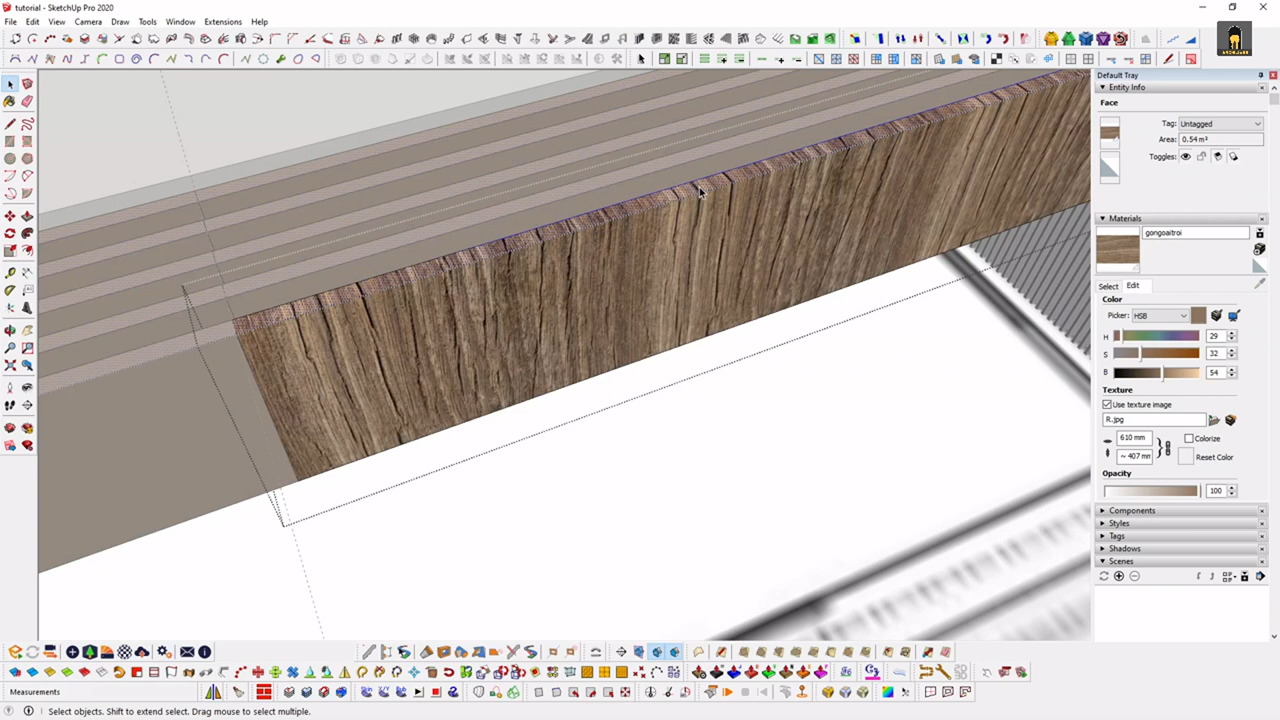 tutorial - SketchUp Pro 2020
File Edit View Camera Draw Tools Window Extensions Help
Default Tray
Entity Info
Face
Tag: Untagged
Area: 0.54 m²
Toggles:
Materials
gongoaitroi
Select Edit
Color
Picker: HSB
H 29
S 32
B 54
Texture
Use texture image
R.jpg
610 mm Colorize
~ 407 mm Reset Color
Opacity
100
Components
Styles
Tags
Shadows
Scenes
Measurements
Select objects. Shift to extend select. Drag mouse to select multiple.